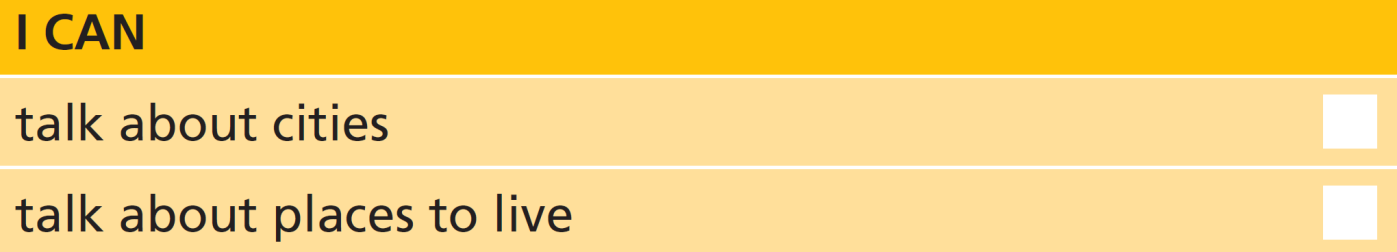 I CAN
talk about cities
talk about places to live